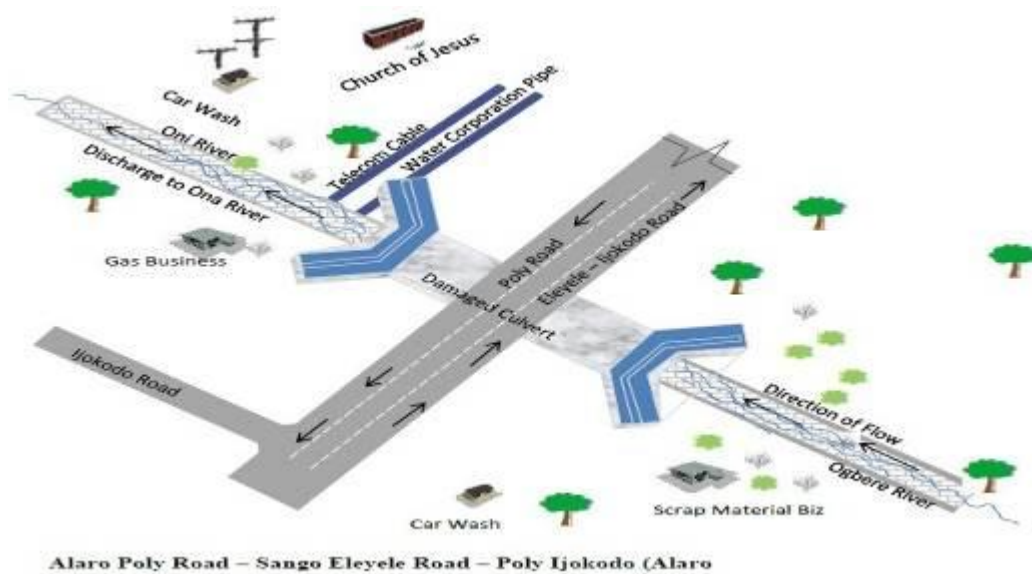 Church of Jesus
Car Wash
Telecom Cable
Water Corporation Pipe
Oni River
Discharge to Ona River
Gas Business
Poly Road
Eleyele – Ijokodo Road
Damaged Culvert
Ijokodo Road
Direction of Flow
Ogbere River
Car Wash
Scrap Material Biz
Alaro Poly Road – Sango Eleyele Road – Poly Ijokodo (Alaro